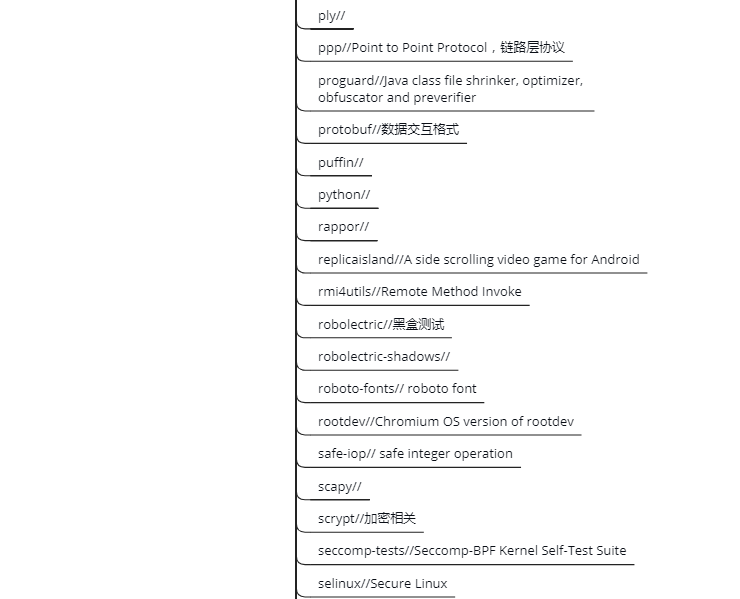 ply//
ppp//Point to Point Protocol，链路层协议
proguard//Java class file shrinker, optimizer,
obfuscator and preverifier
protobuf//数据交互格式
puffin//
python//
rappor//
replicaisland//A side scrolling video game for Android
rmi4utils//Remote Method Invoke
robolectric//黑盒测试
robolectric-shadows//
roboto-fonts// roboto font
rootdev//Chromium OS version of rootdev
safe-iop// safe integer operation
scapy//
scrypt//加密相关
seccomp-tests//Seccomp-BPF Kernel Self-Test Suite
selinux//Secure Linux